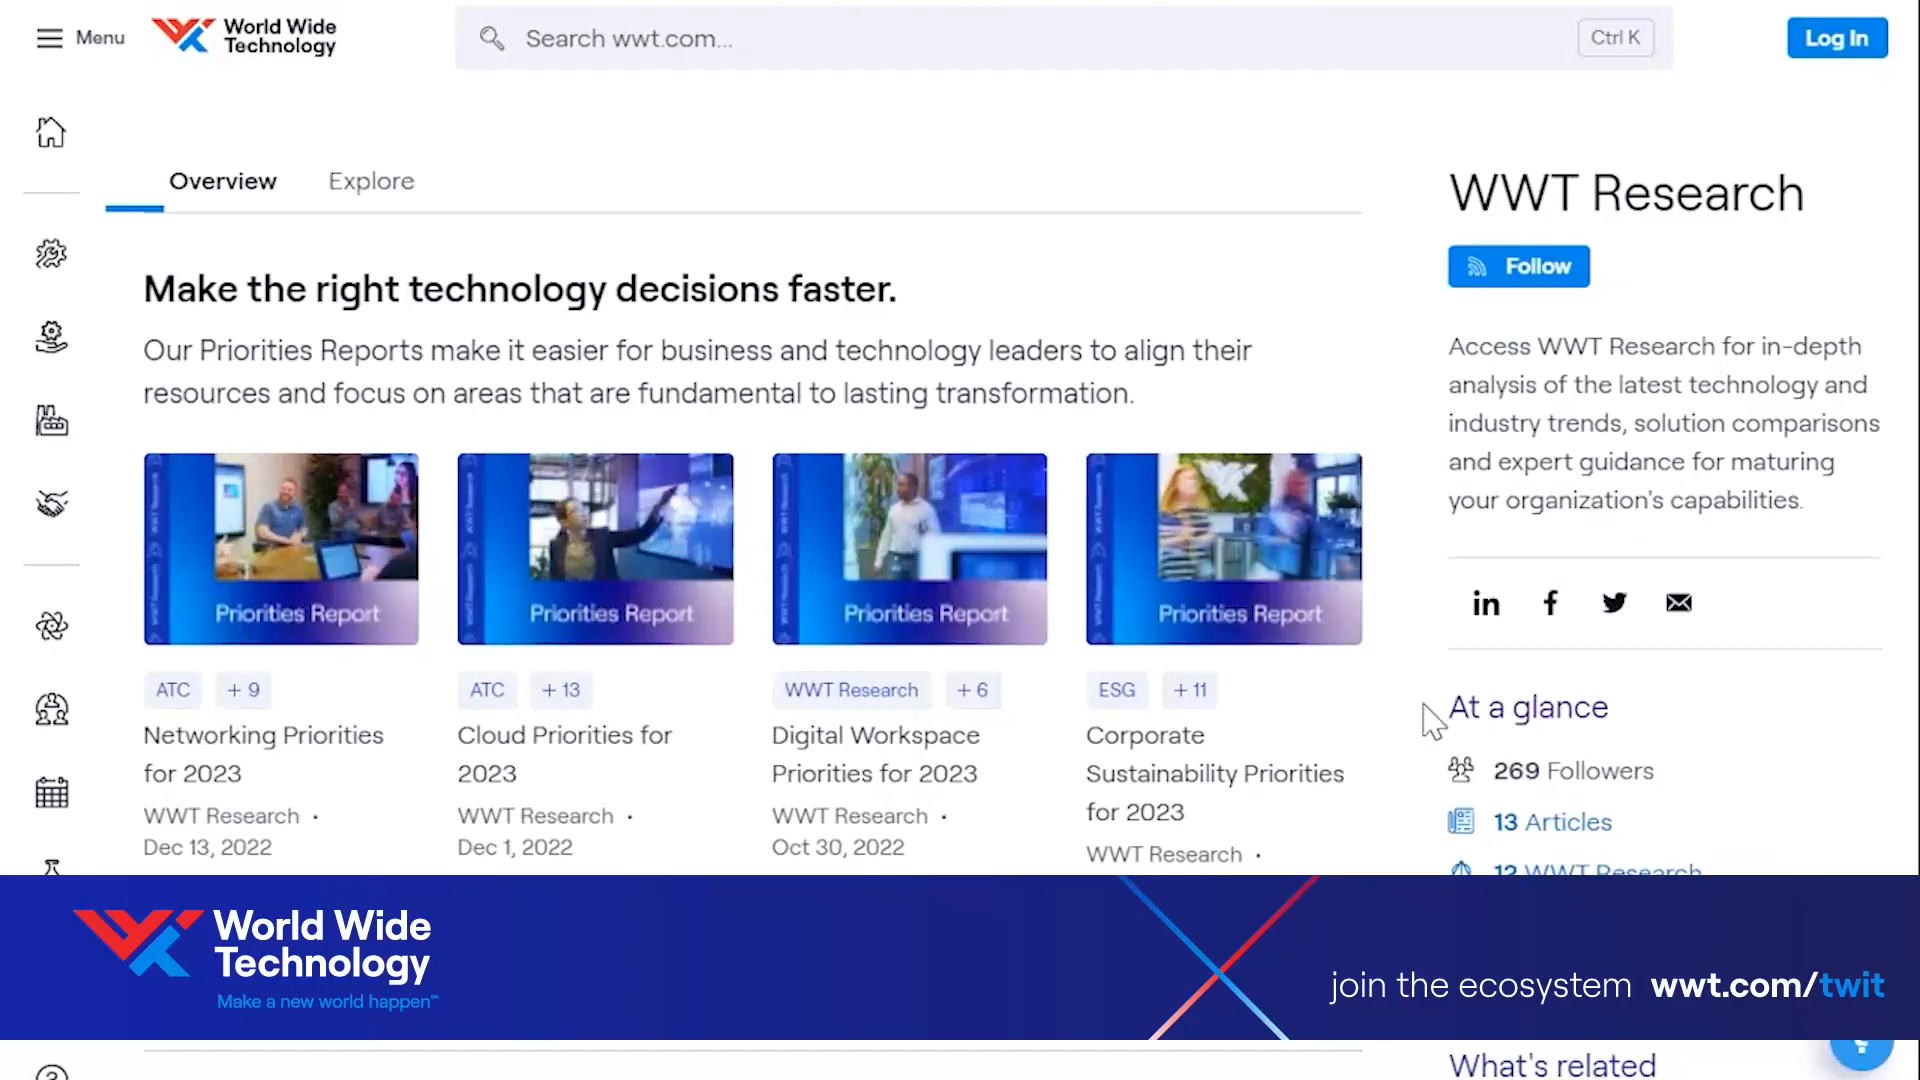 Menu
World Wide
Technology
Search wwt.com...
Ctrl K
Log In
Overview
Explore
WWT Research
Follow
Make the right technology decisions faster.
Our Priorities Reports make it easier for business and technology leaders to align their
resources and focus on areas that are fundamental to lasting transformation.
Access WWT Research for in-depth
analysis of the latest technology and
industry trends, solution comparisons
and expert guidance for maturing
your organization's capabilities.
Priorities Report
Priorities Report
Priorities Report
Priorities Report
ATC
+ 9
Networking Priorities
for 2023
WWT Research •
Dec 13, 2022
ATC
+ 13
Cloud Priorities for
2023
WWT Research •
Dec 1, 2022
WWT Research
+ 6
Digital Workspace
Priorities for 2023
WWT Research •
Oct 30, 2022
ESG
+ 11
Corporate
Sustainability Priorities
for 2023
WWT Research •
At a glance
269 Followers
13 Articles
12 WWT Research
World Wide
Technology
Make a new world happen™
join the ecosystem wwt.com/twit
What's related